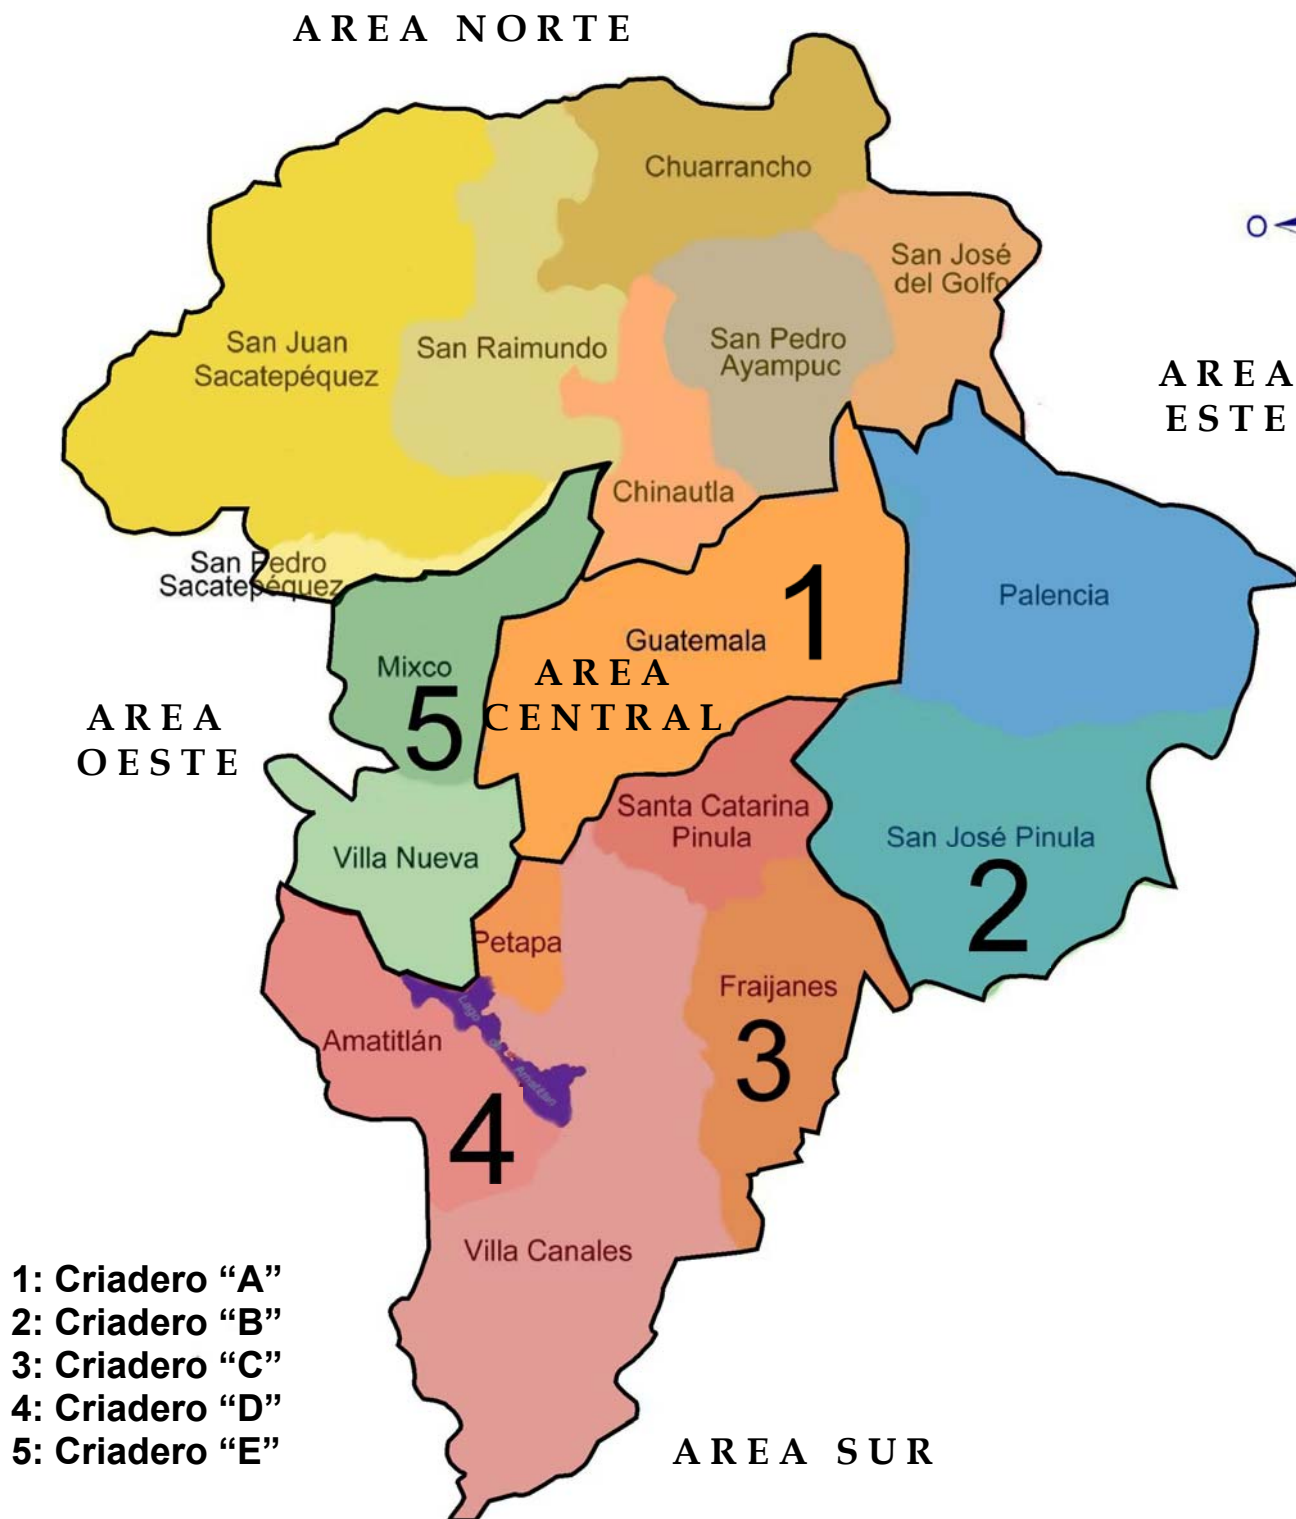 AREA NORTE
Chuarrancho
O
San José
del Golfo
San Juan
Sacatepéquez
San Raimundo
San Pedro
Ayampuc
AREA
ESTE
Chinautla
San Pedro
Sacatepéquez
Palencia
1
Guatemala
Mixco
5
AREA
CENTRAL
AREA
OESTE
Santa Catarina
Pinula
San José Pinula
Villa Nueva
2
Petapa
Fraijanes
Lago de Amatitlán
Amatitlán
3
4
Villa Canales
1: Criadero “A”
2: Criadero “B”
3: Criadero “C”
4: Criadero “D”
5: Criadero “E”
AREA SUR